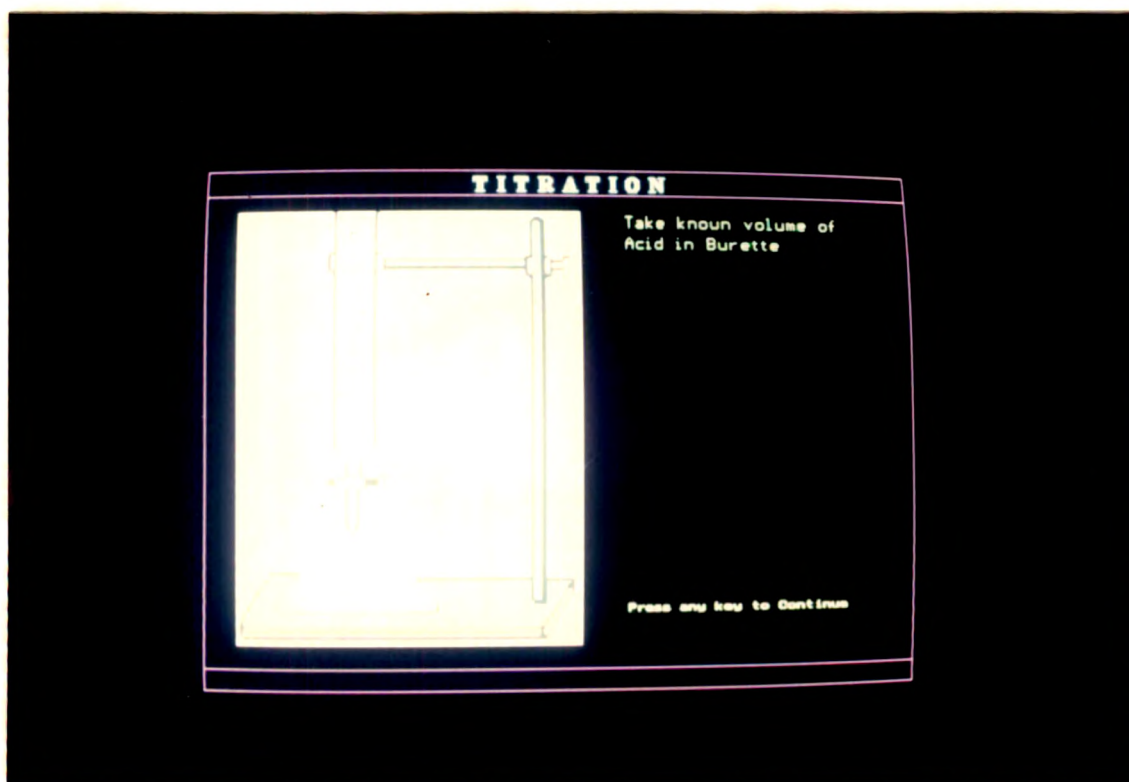 TITRATION
Take knoun volume of
Acid in Burette
Press any key to Continue